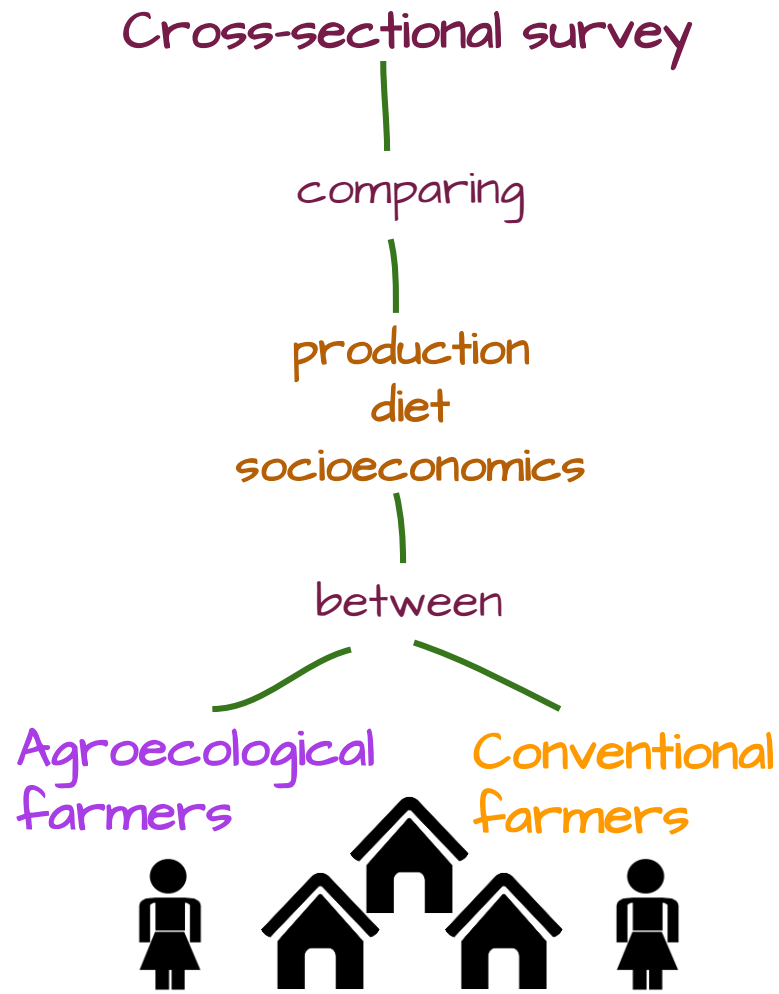 Cross-sectional survey
comparing
production
diet
socioeconomics
between
Agroecological
farmers
Conventional
farmers